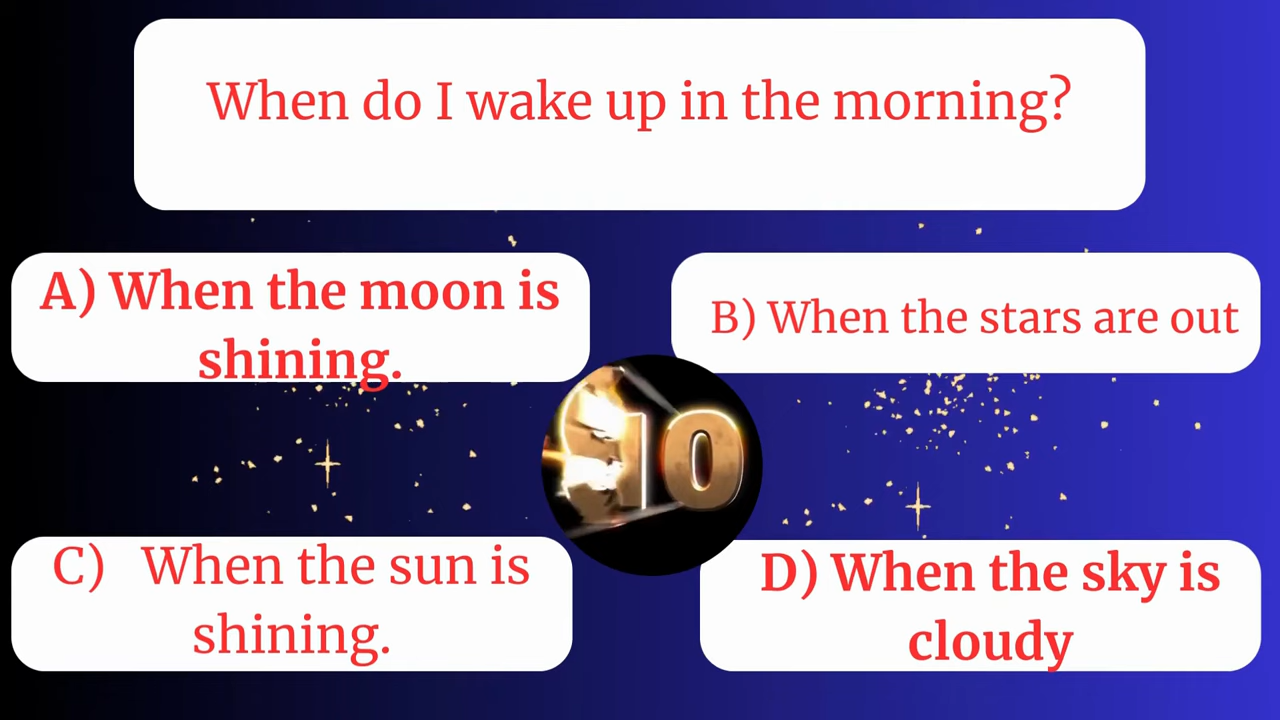 When do I wake up in the morning?
A) When the moon is
shining.
B) When the stars are out
10
C) When the sun is
shining.
D) When the sky is
cloudy